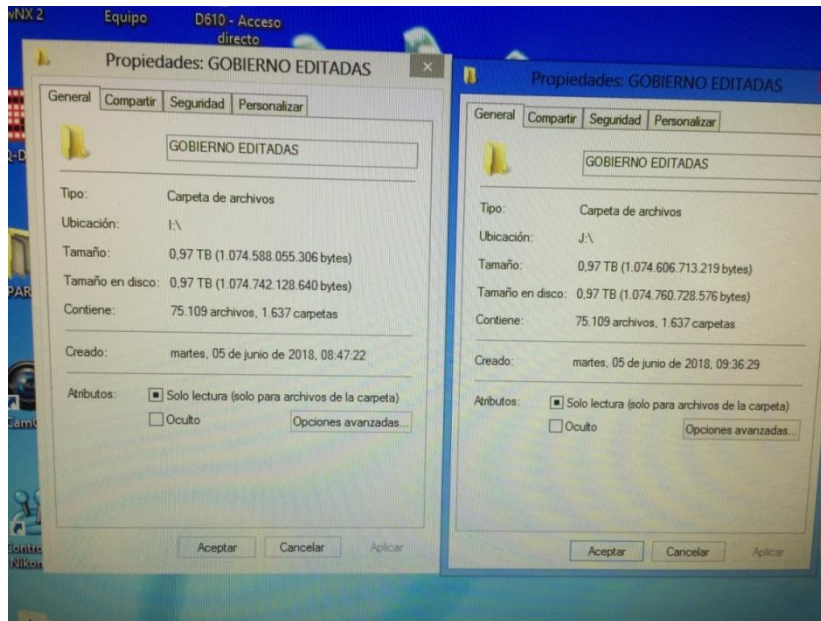 wNX 2
Equipo
D610 - Acceso
directo
Propiedades: GOBIERNO EDITADAS
General Compartir Seguridad Personalizar
GOBIERNO EDITADAS
Tipo: Carpeta de archivos
Ubicación: I:\
Tamaño: 0,97 TB (1.074.588.055.306 bytes)
Tamaño en disco: 0,97 TB (1.074.742.128.640 bytes)
Contiene: 75.109 archivos, 1.637 carpetas
Creado: martes, 05 de junio de 2018, 08:47:22
Atributos: Solo lectura (solo para archivos de la carpeta)
Oculto Opciones avanzadas...
Aceptar Cancelar Aplicar
Propiedades: GOBIERNO EDITADAS
General Compartir Seguridad Personalizar
GOBIERNO EDITADAS
Tipo: Carpeta de archivos
Ubicación: J:\
Tamaño: 0,97 TB (1.074.606.713.219 bytes)
Tamaño en disco: 0,97 TB (1.074.760.728.576 bytes)
Contiene: 75.109 archivos, 1.637 carpetas
Creado: martes, 05 de junio de 2018, 09:36:29
Atributos: Solo lectura (solo para archivos de la carpeta)
Oculto Opciones avanzadas...
Aceptar Cancelar Aplicar
PAR
Contro
Nikon